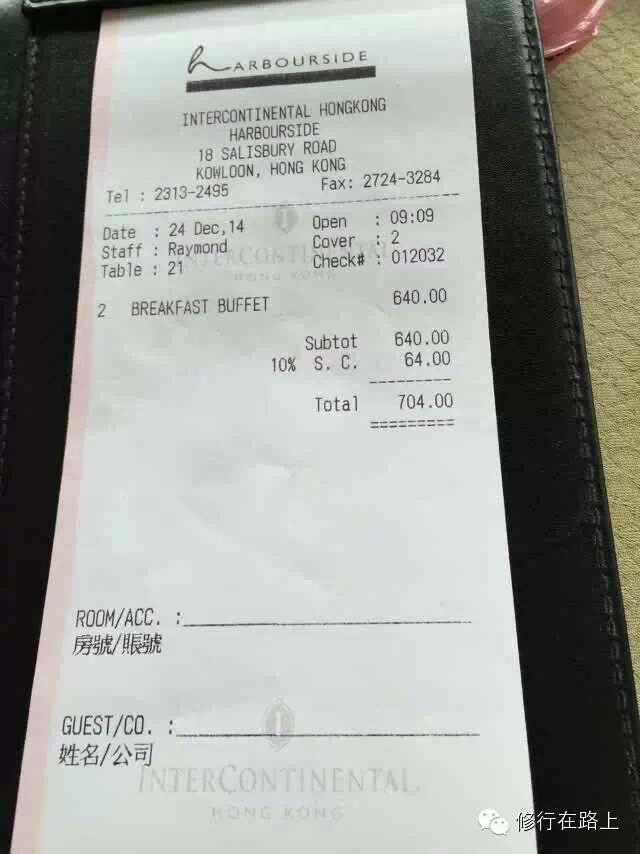 hARBOURSIDE
INTERCONTINENTAL HONGKONG
HARBOURSIDE
18 SALISBURY ROAD
KOWLOON, HONG KONG
Tel : 2313-2495 Fax: 2724-3284
Date : 24 Dec,14 Open : 09:09
Staff : Raymond Cover : 2
Table : 21 Check# : 012032
INTERCONTINENTAL
HONG KONG
2 BREAKFAST BUFFET 640.00
Subtot 640.00
10% S. C. 64.00
Total 704.00
ROOM/ACC. :
房號/賬號
GUEST/CO. :
姓名/公司
INTERCONTINENTAL
HONG KONG
修行在路上